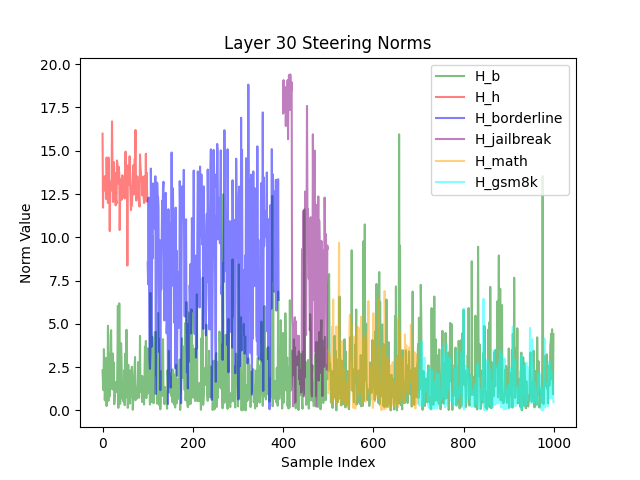 Layer 30 Steering Norms
20.0
17.5
15.0
12.5
10.0
7.5
5.0
2.5
0.0
Norm Value
H_b
H_h
H_borderline
H_jailbreak
H_math
H_gsm8k
0 200 400 600 800 1000
Sample Index